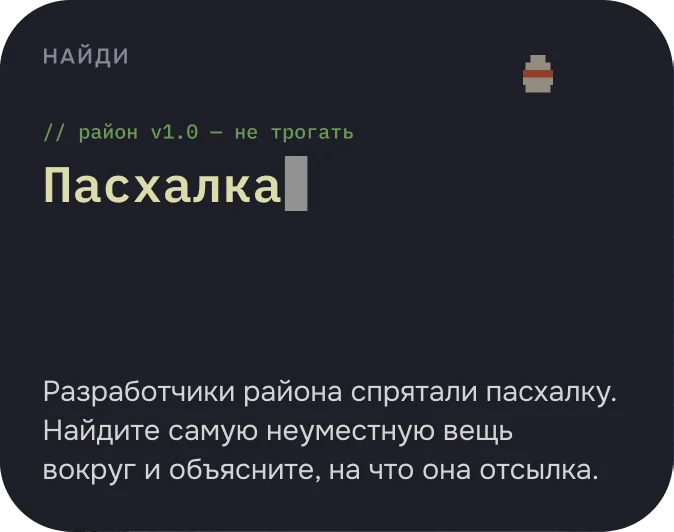 НАЙДИ
// район v1.0 — не трогать
Пасхалка
Разработчики района спрятали пасхалку.
Найдите самую неуместную вещь
вокруг и объясните, на что она отсылка.